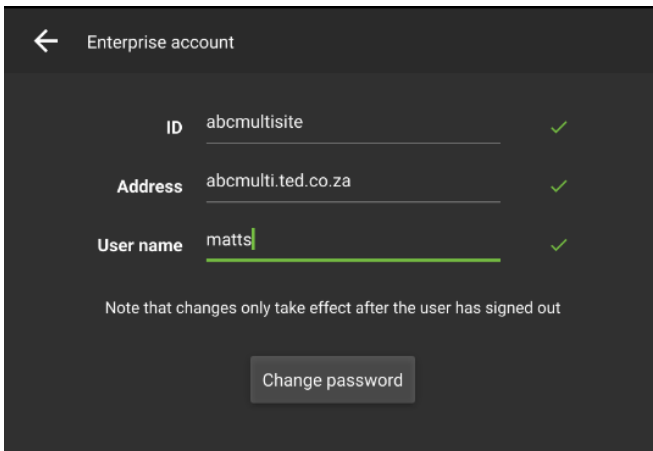 Enterprise account
ID abcmultisite
Address abcmulti.ted.co.za
User name matts
Note that changes only take effect after the user has signed out
Change password